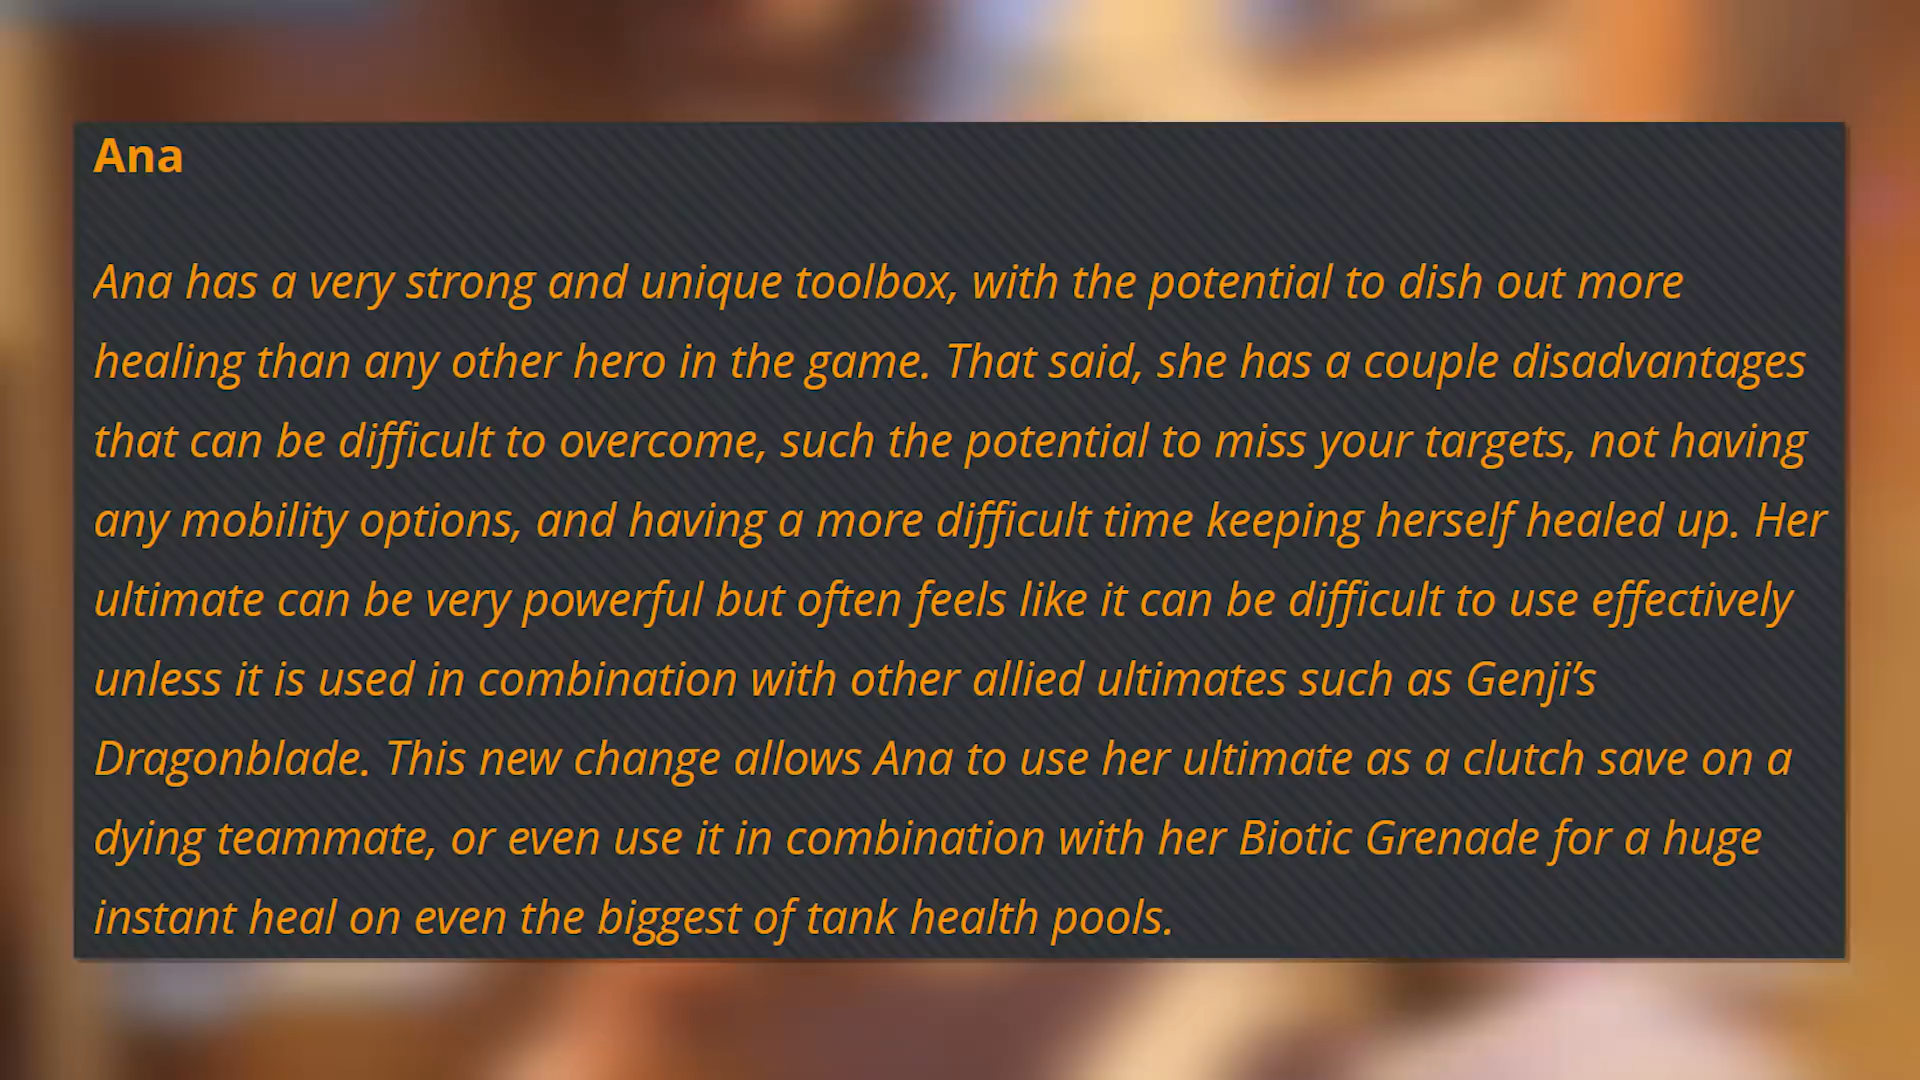 Ana
Ana has a very strong and unique toolbox, with the potential to dish out more
healing than any other hero in the game. That said, she has a couple disadvantages
that can be difficult to overcome, such the potential to miss your targets, not having
any mobility options, and having a more difficult time keeping herself healed up. Her
ultimate can be very powerful but often feels like it can be difficult to use effectively
unless it is used in combination with other allied ultimates such as Genji’s
Dragonblade. This new change allows Ana to use her ultimate as a clutch save on a
dying teammate, or even use it in combination with her Biotic Grenade for a huge
instant heal on even the biggest of tank health pools.